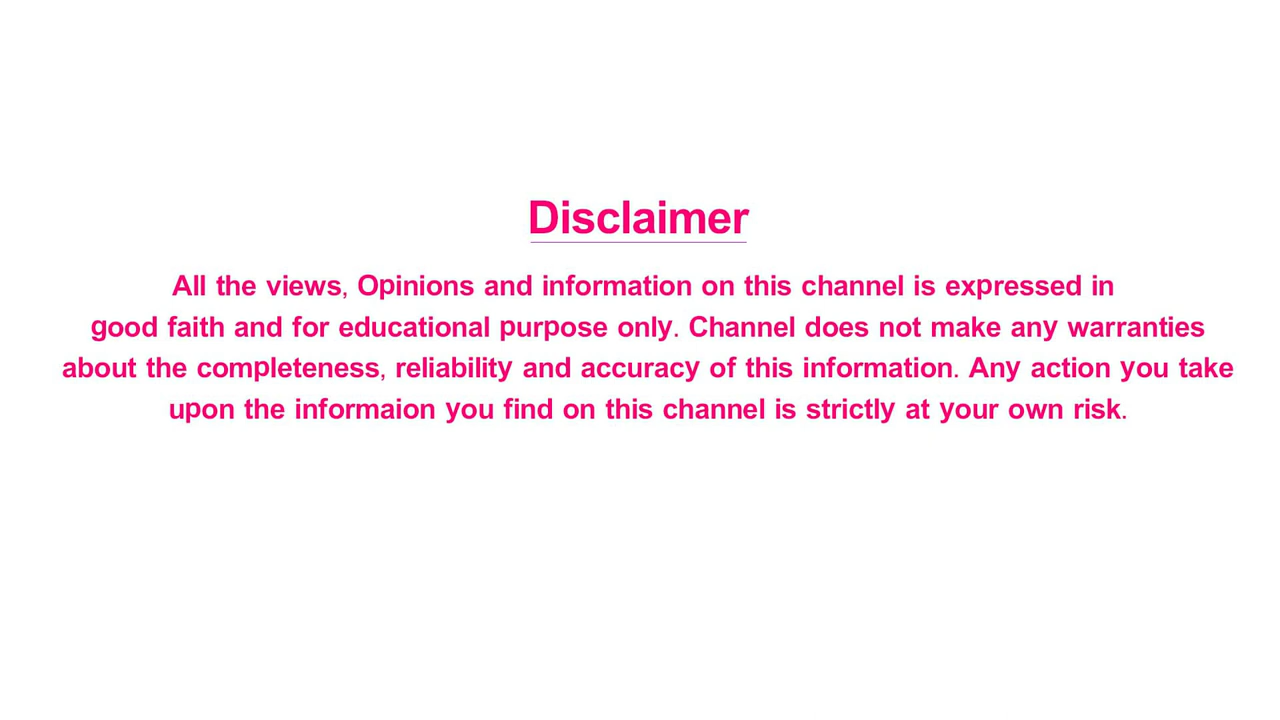 Disclaimer
All the views, Opinions and information on this channel is expressed in
good faith and for educational purpose only. Channel does not make any warranties
about the completeness, reliability and accuracy of this information. Any action you take
upon the informaion you find on this channel is strictly at your own risk.